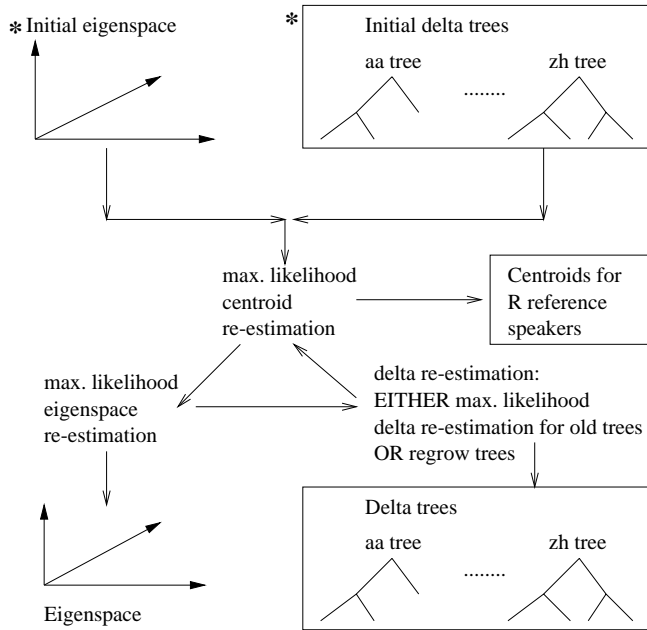 * Initial eigenspace
* Initial delta trees
aa tree ........ zh tree
max. likelihood
centroid
re-estimation
Centroids for
R reference
speakers
max. likelihood
eigenspace
re-estimation
delta re-estimation:
EITHER max. likelihood
delta re-estimation for old trees
OR regrow trees
Delta trees
aa tree ........ zh tree
Eigenspace